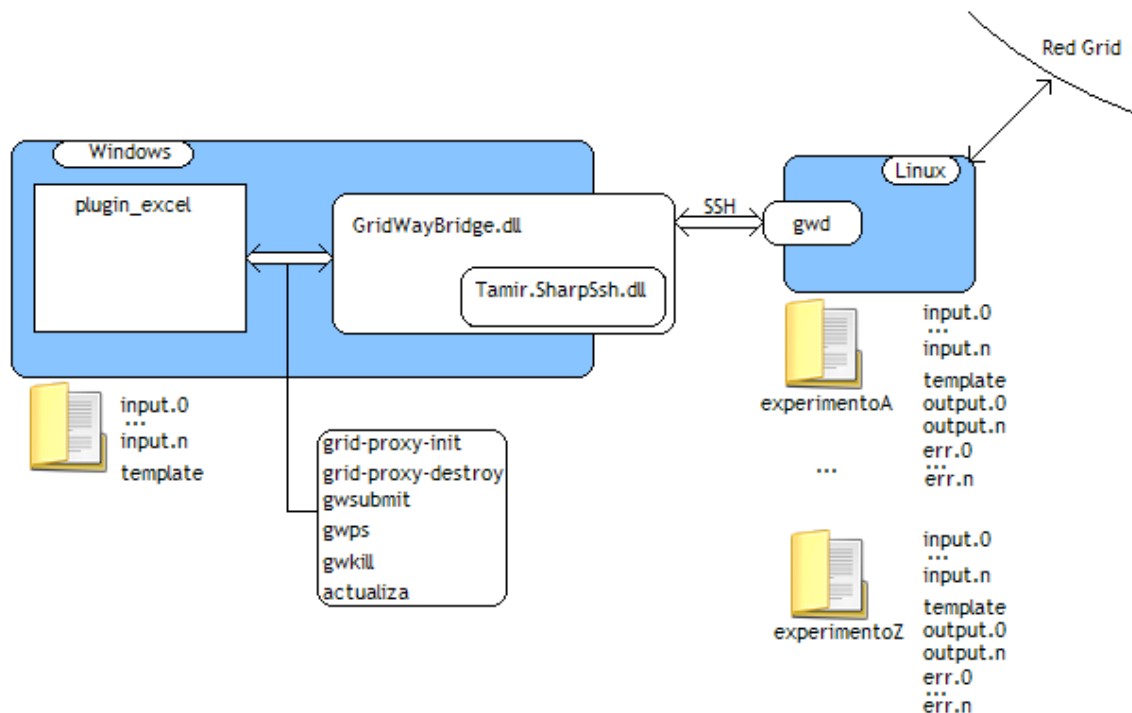 Red Grid
Windows
Linux
plugin_excel
GridWayBridge.dll
SSH
gwd
Tamir.SharpSsh.dll
input.0
...
input.n
template
grid-proxy-init
grid-proxy-destroy
gwsubmit
gwps
gwkill
actualiza
experimentoA
input.0
...
input.n
template
output.0
output.n
err.0
...
err.n
...
experimentoZ
input.0
...
input.n
template
output.0
output.n
err.0
...
err.n